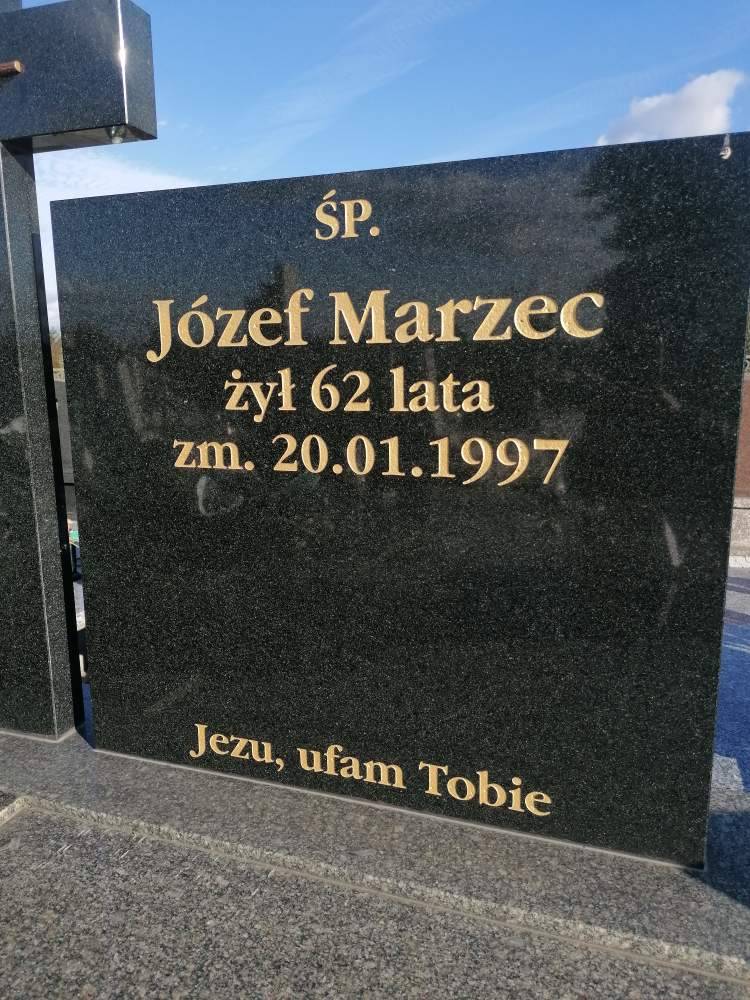 ŚP.
Józef Marzec
żył 62 lata
zm. 20.01.1997
Jezu, ufam Tobie